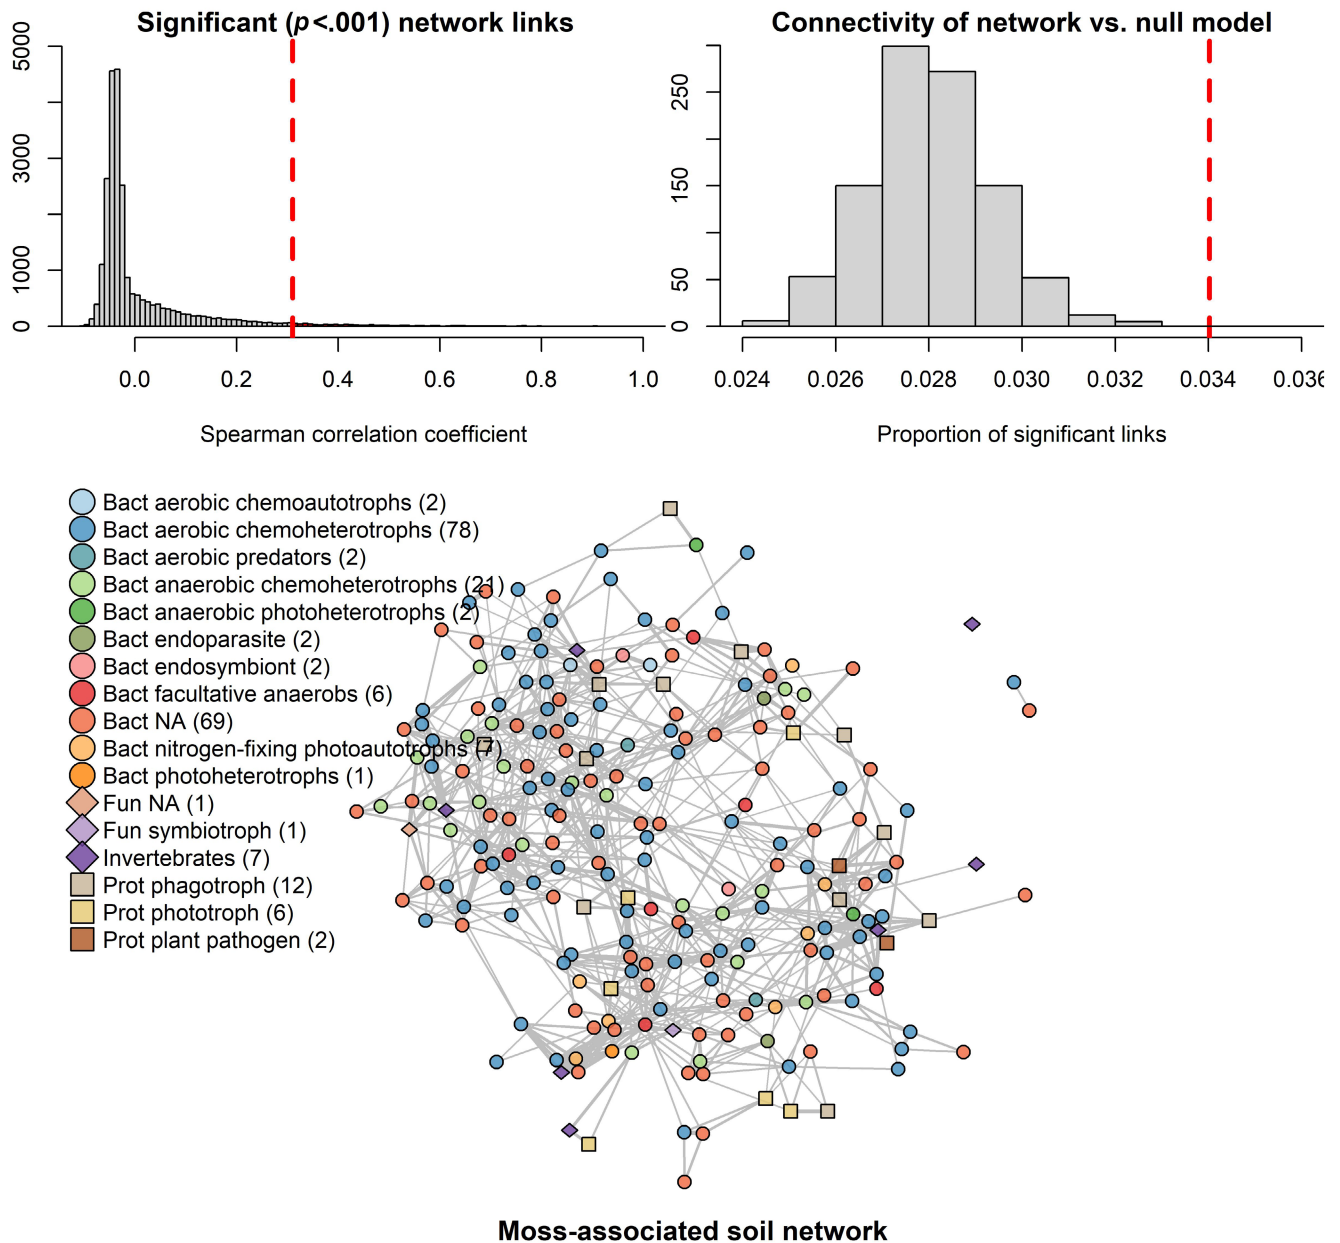 Significant (p<.001) network links
5000
3000
1000
0
0.0 0.2 0.4 0.6 0.8 1.0
Spearman correlation coefficient
Connectivity of network vs. null model
250
150
50
0
0.024 0.026 0.028 0.030 0.032 0.034 0.036
Proportion of significant links
Bact aerobic chemoautotrophs (2)
Bact aerobic chemoheterotrophs (78)
Bact aerobic predators (2)
Bact anaerobic chemoheterotrophs (21)
Bact anaerobic photoheterotrophs (2)
Bact endoparasite (2)
Bact endosymbiont (2)
Bact facultative anaerobs (6)
Bact NA (69)
Bact nitrogen-fixing photoautotrophs (7)
Bact photoheterotrophs (1)
Fun NA (1)
Fun symbiotroph (1)
Invertebrates (7)
Prot phagotroph (12)
Prot phototroph (6)
Prot plant pathogen (2)
Moss-associated soil network